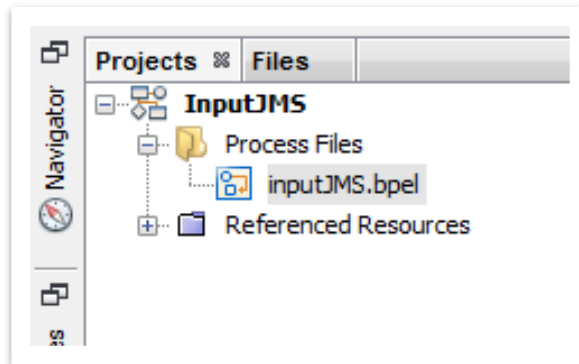 Projects Files
InputJMS
Process Files
inputJMS.bpel
Referenced Resources
Navigator